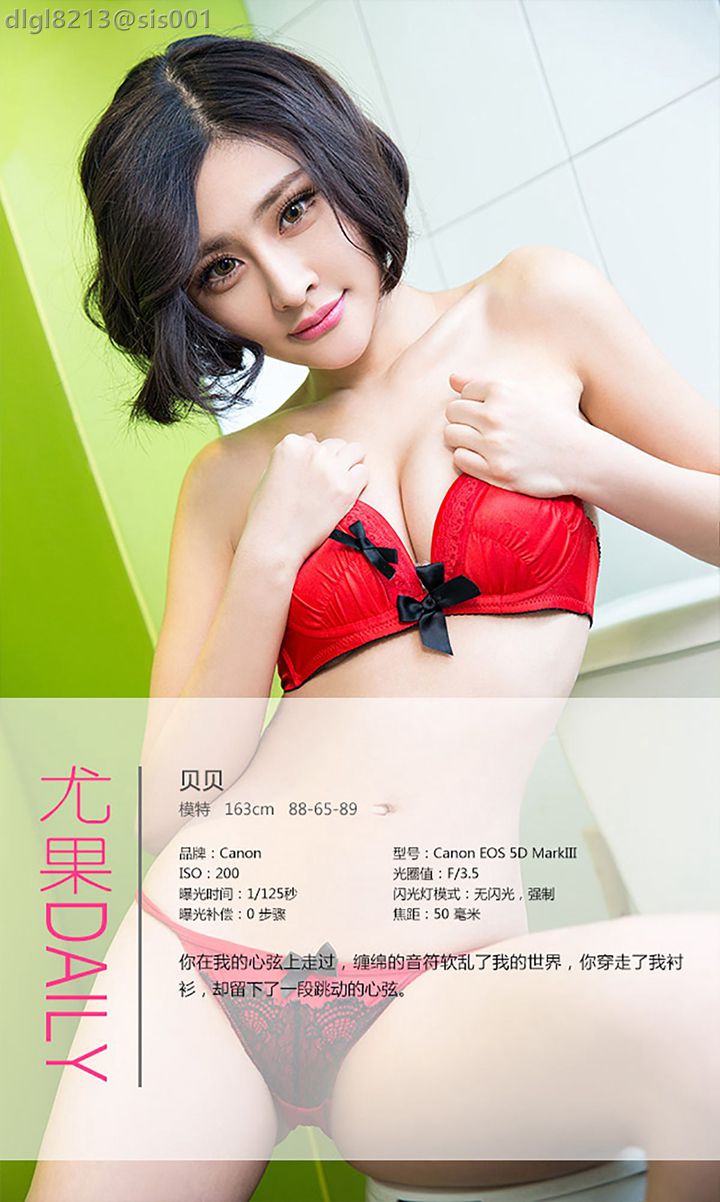 dlgl8213@sis001
尤果DAILY
贝贝
模特 163cm 88-65-89
品牌：Canon 型号：Canon EOS 5D MarkIII
ISO：200 光圈值：F/3.5
曝光时间：1/125秒 闪光灯模式：无闪光，强制
曝光补偿：0 步骤 焦距：50 毫米
你在我的心弦上走过，缠绵的音符软乱了我的世界，你穿走了我衬
衫，却留下了一段跳动的心弦。